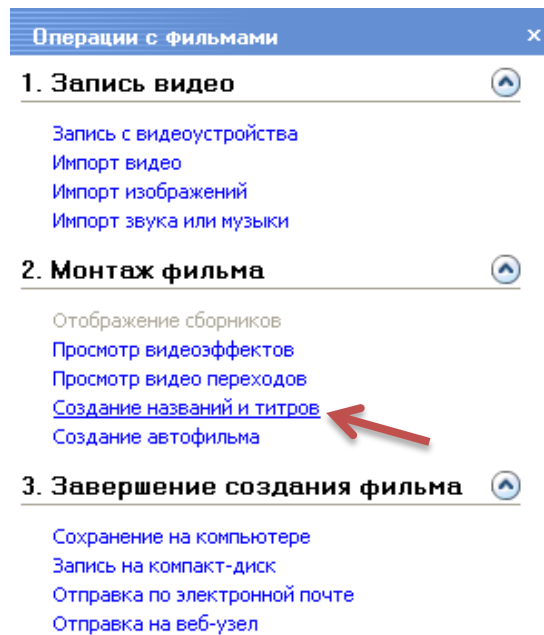 Операции с фильмами
1. Запись видео
Запись с видеоустройства
Импорт видео
Импорт изображений
Импорт звука или музыки
2. Монтаж фильма
Отображение сборников
Просмотр видеоэффектов
Просмотр видео переходов
Создание названий и титров
Создание автофильма
3. Завершение создания фильма
Сохранение на компьютере
Запись на компакт-диск
Отправка по электронной почте
Отправка на веб-узел